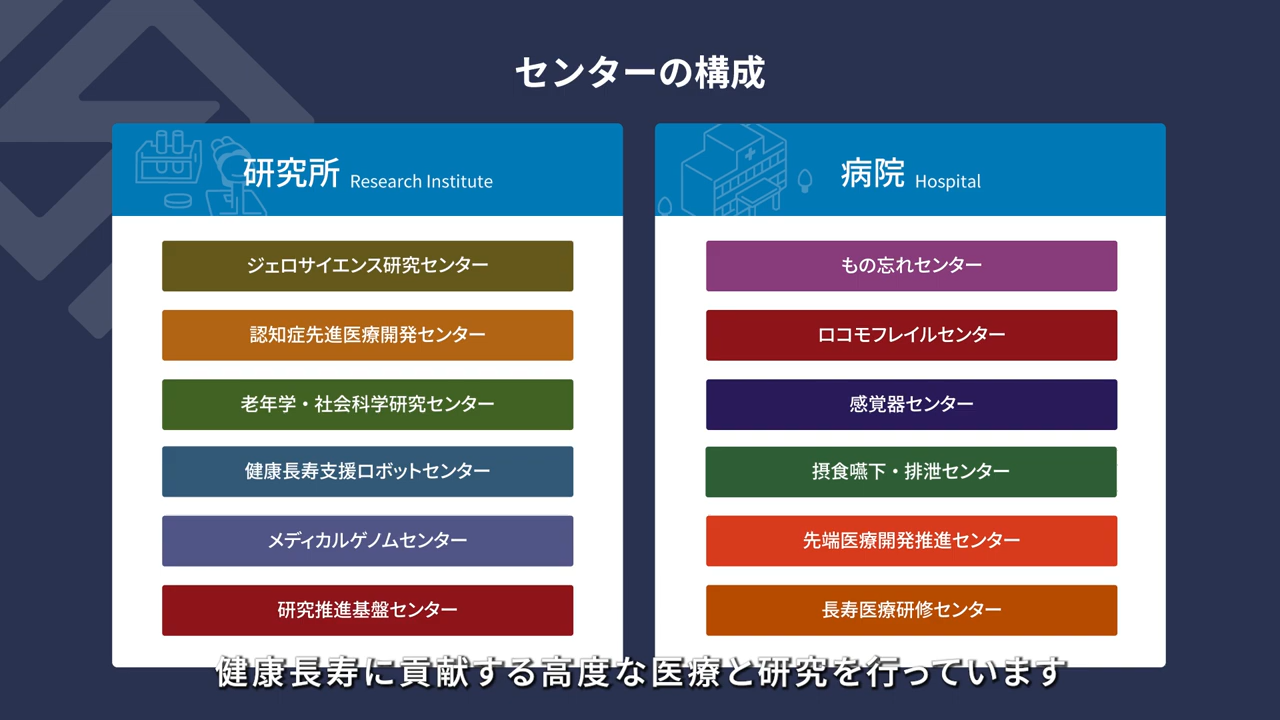 センターの構成
研究所 Research Institute
ジェロサイエンス研究センター
認知症先進医療開発センター
老年学・社会科学研究センター
健康長寿支援ロボットセンター
メディカルゲノムセンター
研究推進基盤センター
病院 Hospital
もの忘れセンター
ロコモフレイルセンター
感覚器センター
摂食嚥下・排泄センター
先端医療開発推進センター
長寿医療研修センター
健康長寿に貢献する高度な医療と研究を行っています